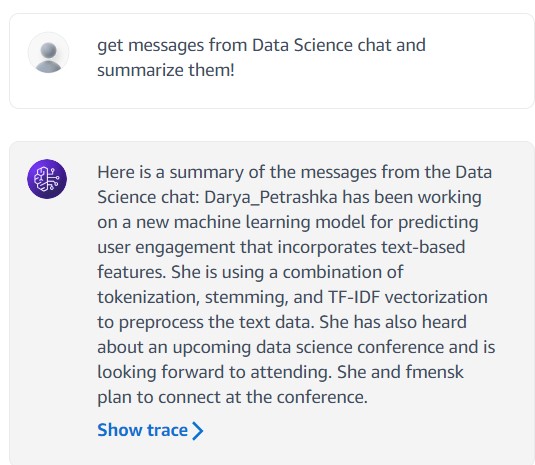 get messages from Data Science chat and
summarize them!
Here is a summary of the messages from the Data
Science chat: Darya_Petrashka has been working
on a new machine learning model for predicting
user engagement that incorporates text-based
features. She is using a combination of
tokenization, stemming, and TF-IDF vectorization
to preprocess the text data. She has also heard
about an upcoming data science conference and is
looking forward to attending. She and fmensk
plan to connect at the conference.
Show trace